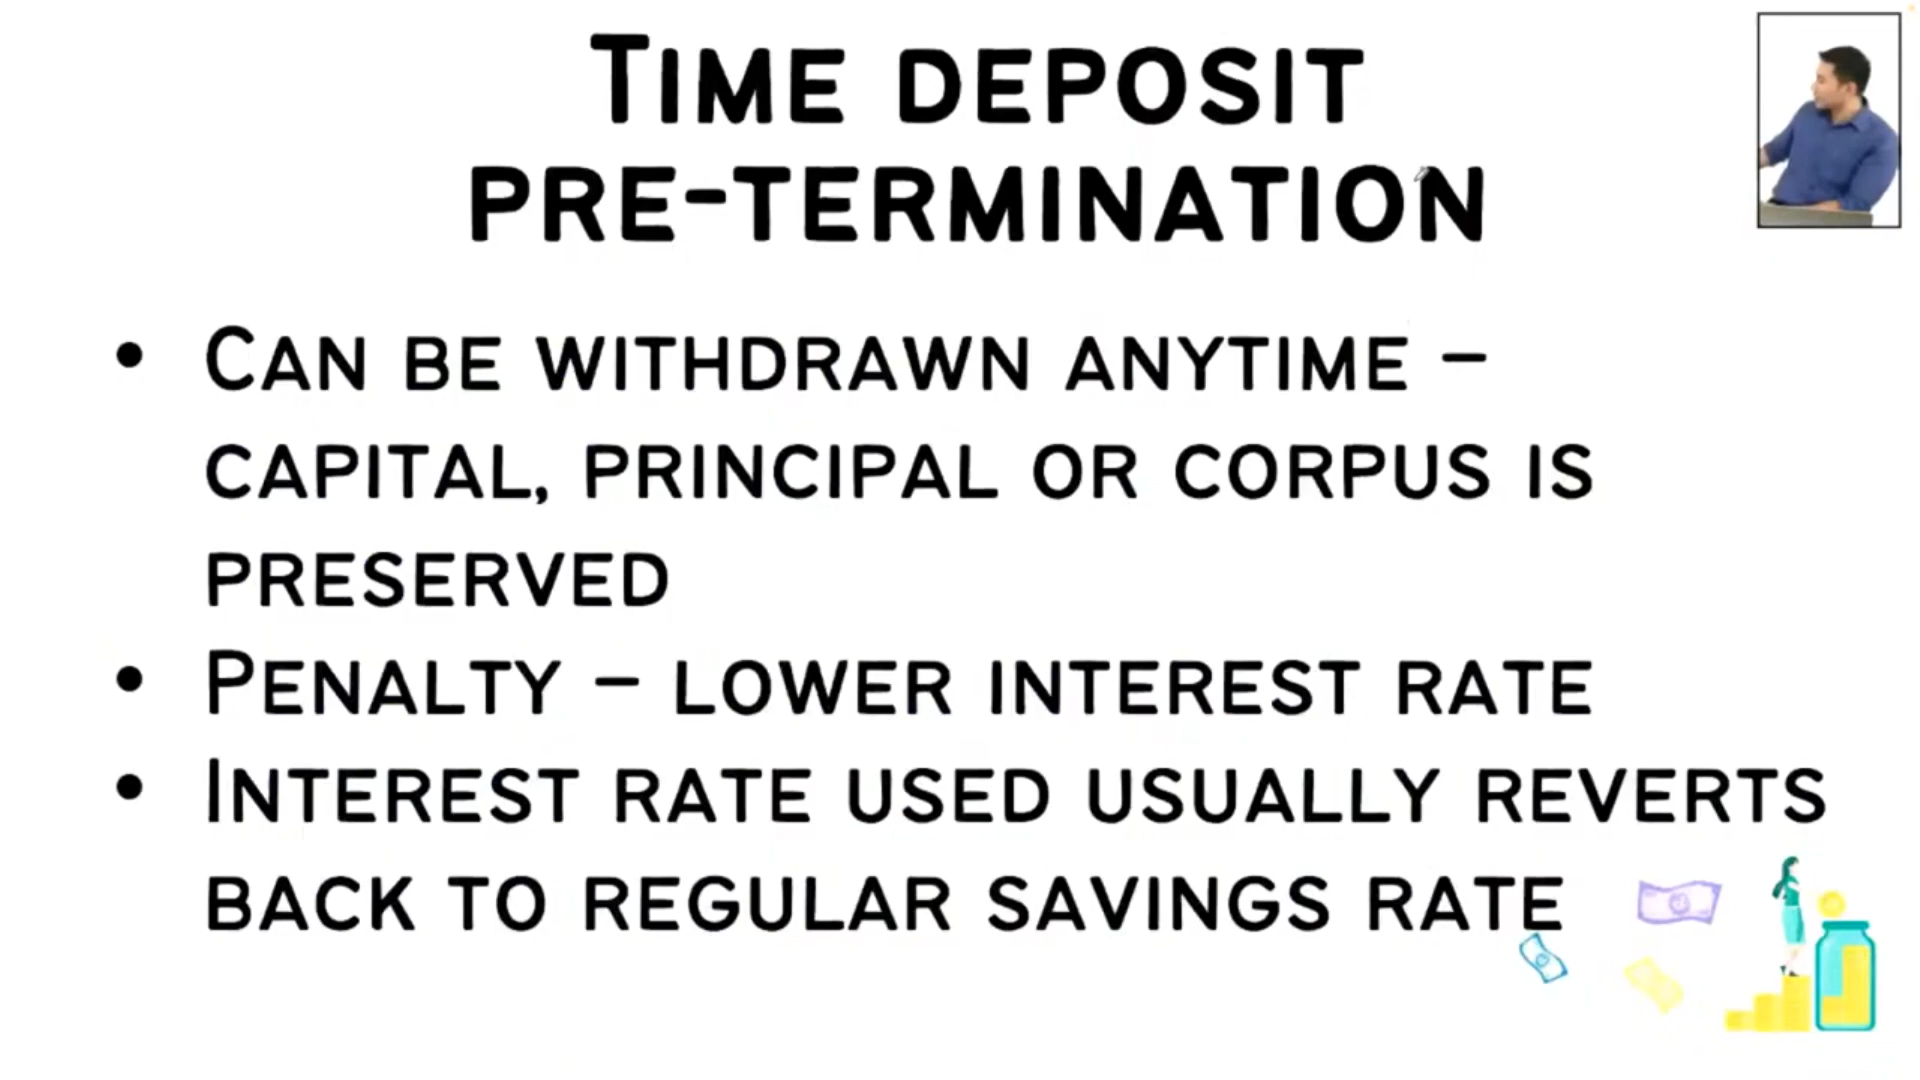 TIME DEPOSIT
PRE-TERMINATION
• CAN BE WITHDRAWN ANYTIME –
CAPITAL, PRINCIPAL OR CORPUS IS
PRESERVED
• PENALTY – LOWER INTEREST RATE
• INTEREST RATE USED USUALLY REVERTS
BACK TO REGULAR SAVINGS RATE